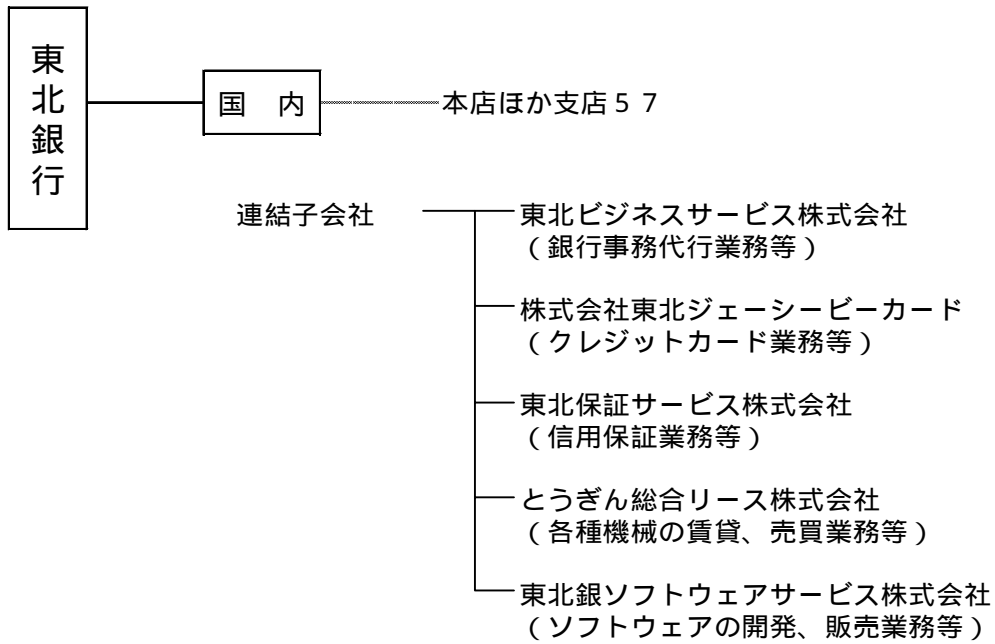 東北銀行
国　内
本店ほか支店５７
連結子会社
東北ビジネスサービス株式会社
（銀行事務代行業務等）
株式会社東北ジェーシービーカード
（クレジットカード業務等）
東北保証サービス株式会社
（信用保証業務等）
とうぎん総合リース株式会社
（各種機械の賃貸、売買業務等）
東北銀ソフトウェアサービス株式会社
（ソフトウェアの開発、販売業務等）